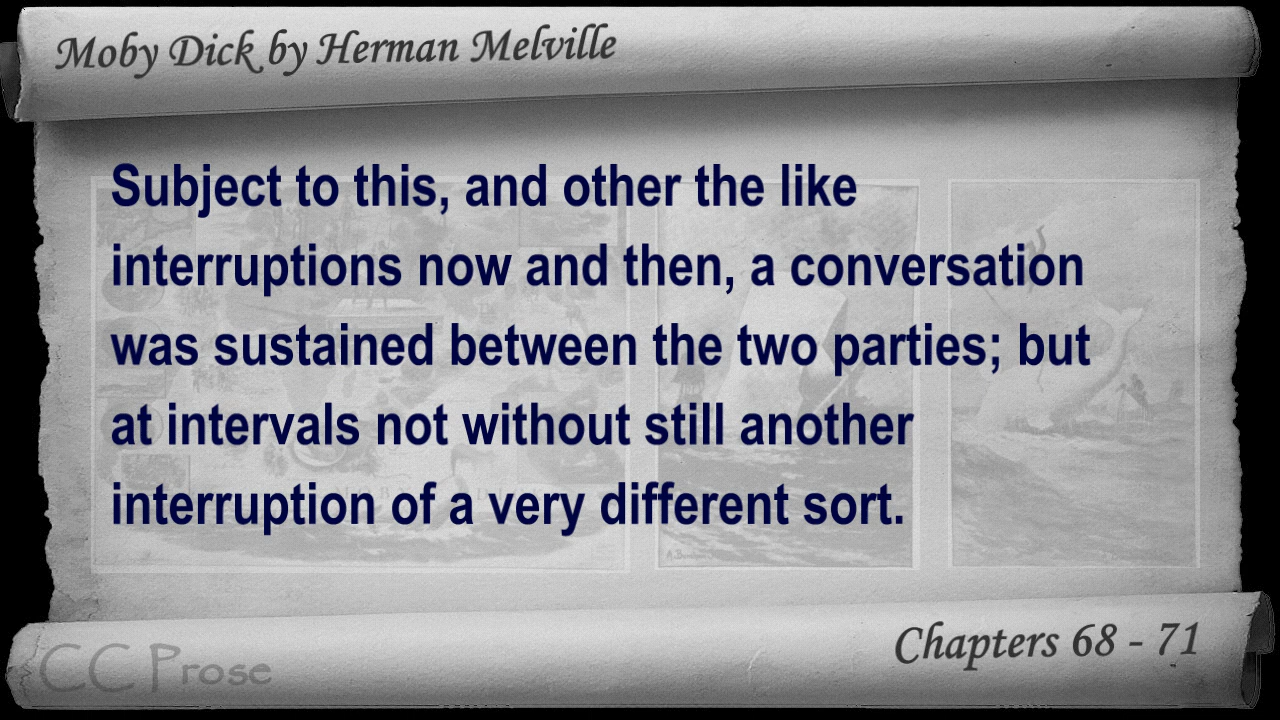 Moby Dick by Herman Melville
Subject to this, and other the like
interruptions now and then, a conversation
was sustained between the two parties; but
at intervals not without still another
interruption of a very different sort.
Chapters 68 - 71
CC Prose